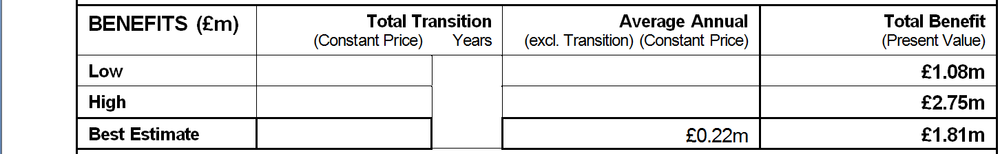 BENEFITS (£m) Total Transition Average Annual Total Benefit
(Constant Price) Years (excl. Transition) (Constant Price) (Present Value)
Low £1.08m
High £2.75m
Best Estimate £0.22m £1.81m